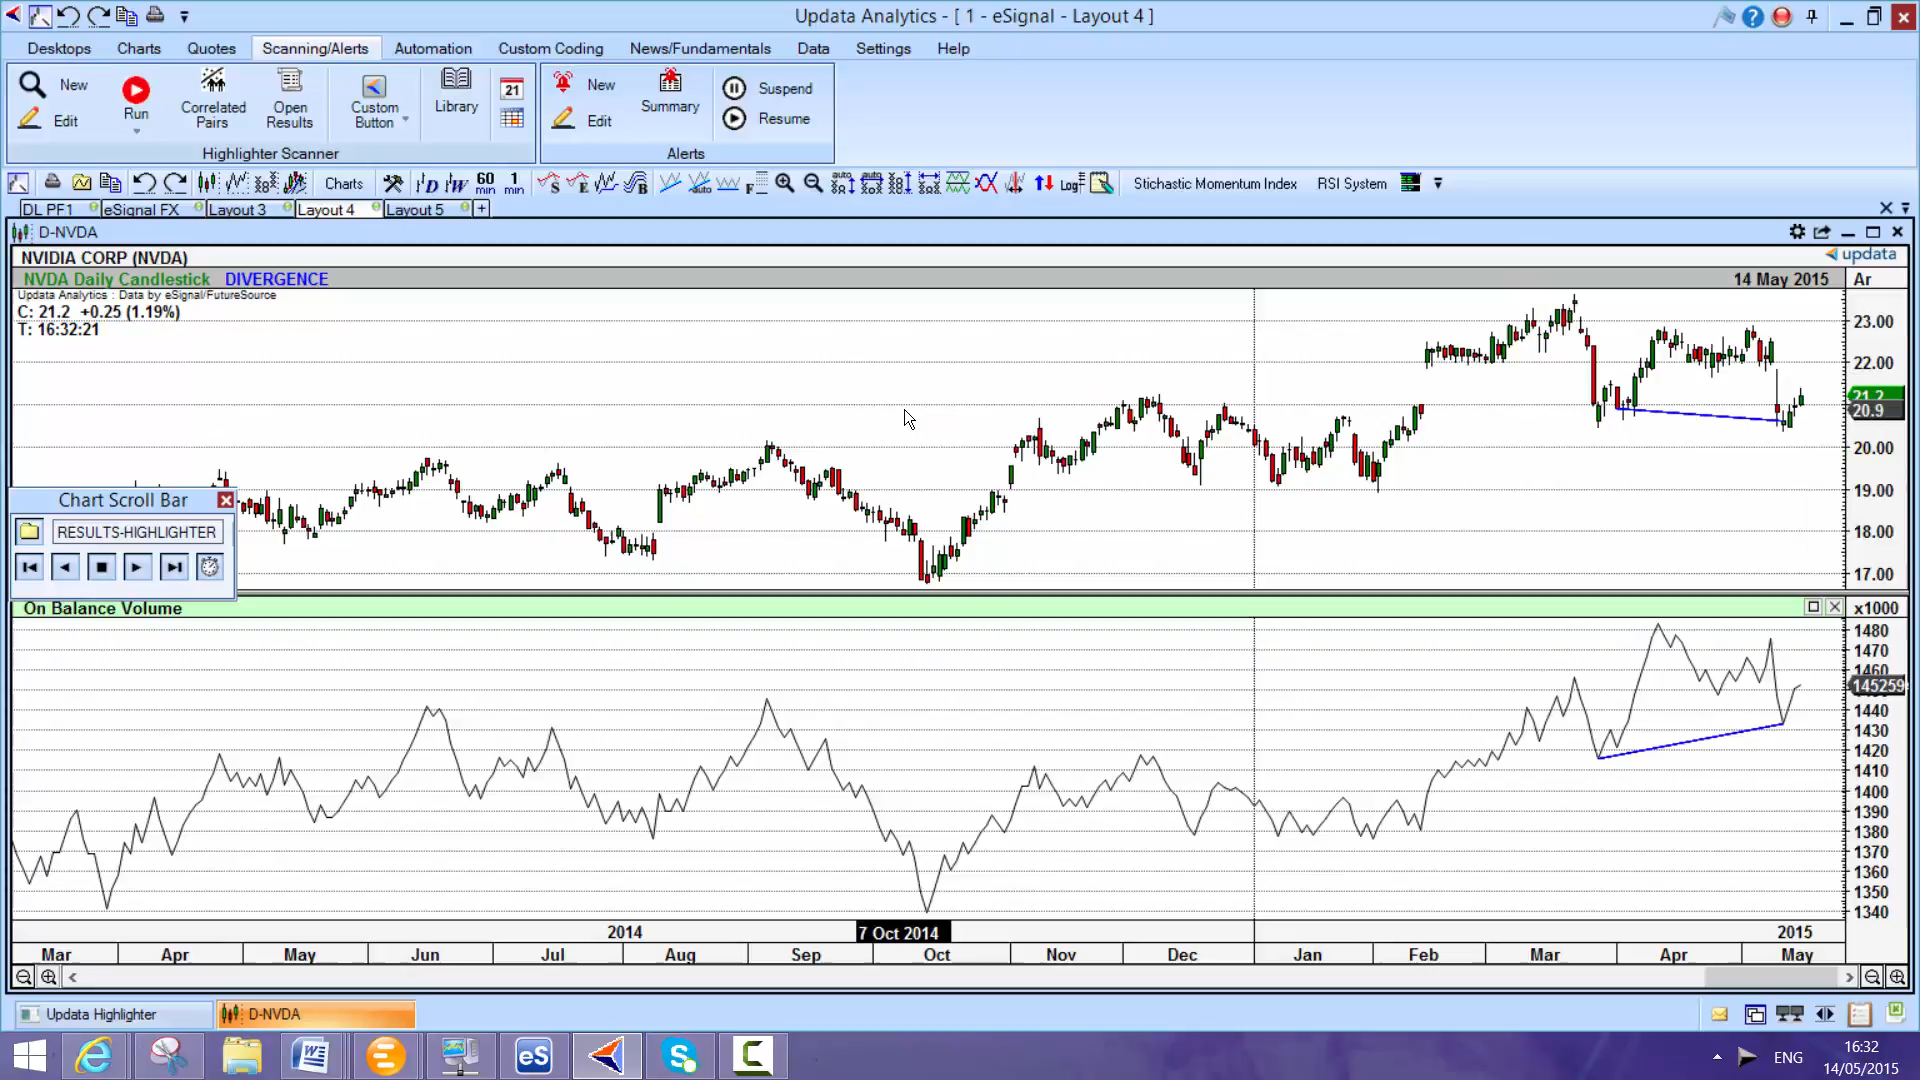 Updata Analytics - [ 1 - eSignal - Layout 4 ]
Desktops Charts Quotes Scanning/Alerts Automation Custom Coding News/Fundamentals Data Settings Help
New
Edit
Run
Correlated Pairs
Open Results
Custom Button
Library
21
New
Edit
Summary
Suspend
Resume
Highlighter Scanner
Alerts
Charts
D
W
60 min
1 min
S
E
B
auto
F
Log
Stichastic Momentum Index
RSI System
DL PF1 eSignal FX Layout 3 Layout 4 Layout 5 +
D-NVDA
NVIDIA CORP (NVDA)
updata
NVDA Daily Candlestick DIVERGENCE
14 May 2015
Ar
Updata Analytics : Data by eSignal/FutureSource
C: 21.2 +0.25 (1.19%)
T: 16:32:21
23.00
22.00
21.2
20.9
20.00
19.00
18.00
17.00
Chart Scroll Bar
RESULTS-HIGHLIGHTER
On Balance Volume
x1000
1480
1470
1460
145259
1440
1430
1420
1410
1400
1390
1380
1370
1360
1350
1340
2014
7 Oct 2014
2015
Mar Apr May Jun Jul Aug Sep Oct Nov Dec Jan Feb Mar Apr May
Updata Highlighter
D-NVDA
eS
ENG
16:32
14/05/2015